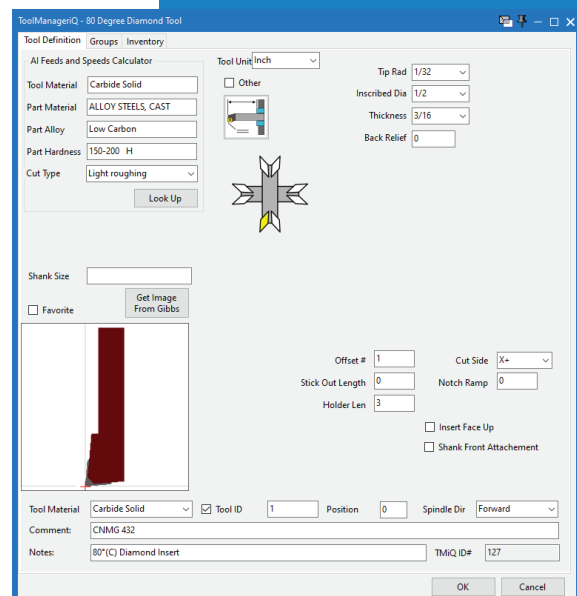 ToolManageriQ - 80 Degree Diamond Tool
Tool Definition Groups Inventory
AI Feeds and Speeds Calculator
Tool Material Carbide Solid
Part Material ALLOY STEELS, CAST
Part Alloy Low Carbon
Part Hardness 150-200 H
Cut Type Light roughing
Look Up
Tool Unit Inch
Other
Tip Rad 1/32
Inscribed Dia 1/2
Thickness 3/16
Back Relief 0
Shank Size
Favorite
Get Image
From Gibbs
Offset # 1 Cut Side X+
Stick Out Length 0 Notch Ramp 0
Holder Len 3
Insert Face Up
Shank Front Attachement
Tool Material Carbide Solid Tool ID 1 Position 0 Spindle Dir Forward
Comment: CNMG 432
Notes: 80°(C) Diamond Insert TMiQ ID# 127
OK Cancel